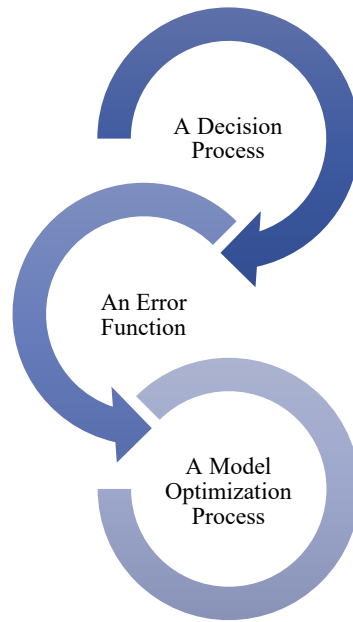 A Decision
Process
An Error
Function
A Model
Optimization
Process